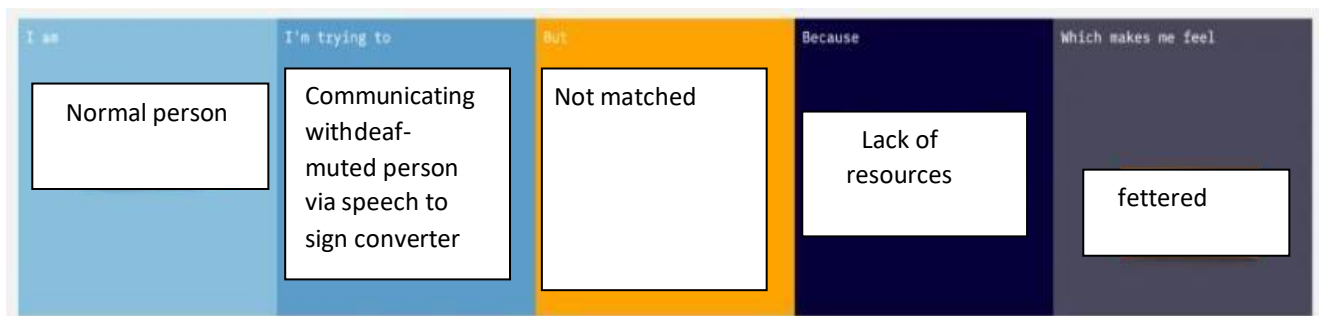 I am
I'm trying to
But
Because
Which makes me feel
Normal person
Communicating
withdeaf-
muted person
via speech to
sign converter
Not matched
Lack of
resources
fettered